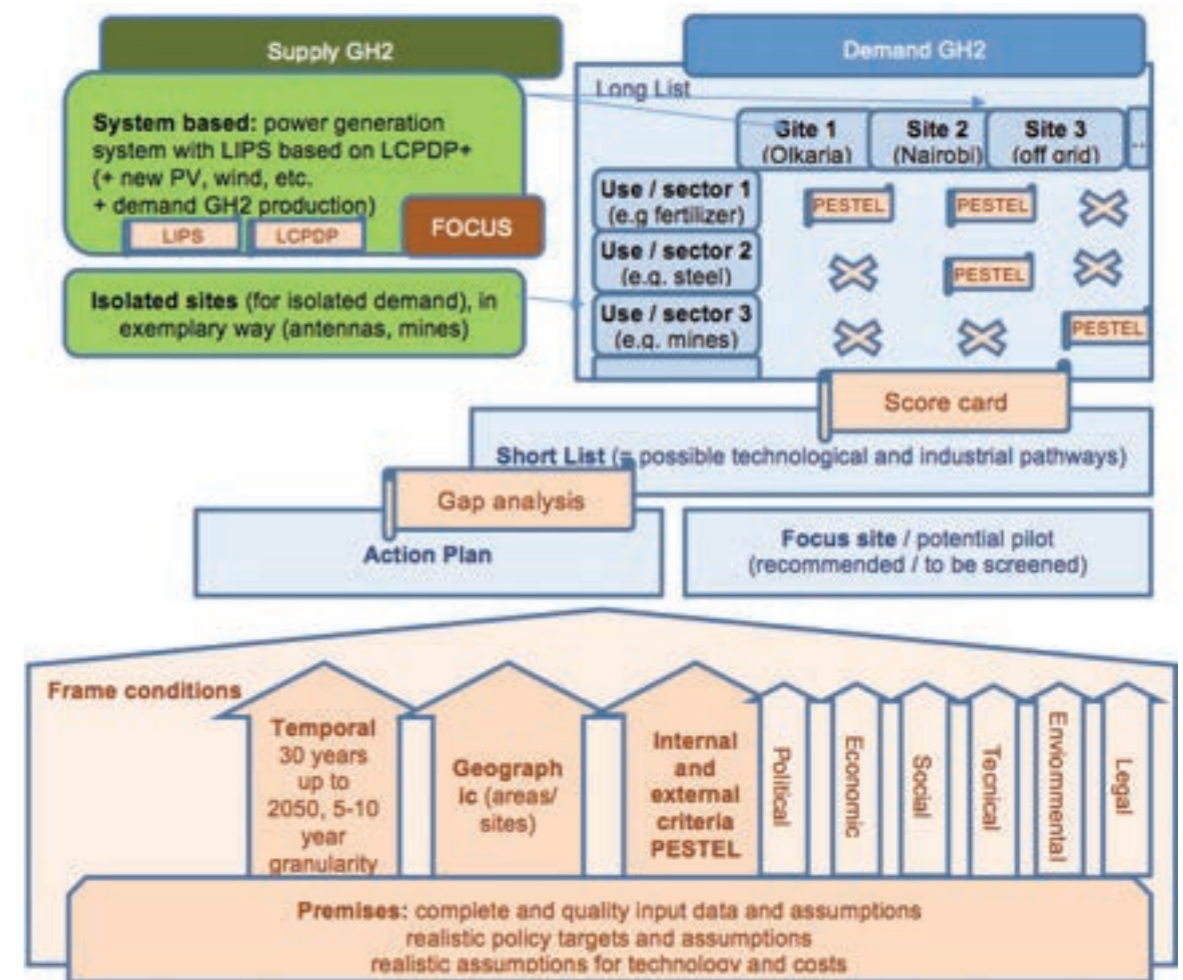 Supply GH2
Demand GH2
System based: power generation
system with LIPS based on LCPDP+
(+ new PV, wind, etc.
+ demand GH2 production)
LIPS
LCPDP
FOCUS
Isolated sites (for isolated demand), in
exemplary way (antennas, mines)
Long List
Site 1
(Olkaria)
Site 2
(Nairobi)
Site 3
(off grid)
...
Use / sector 1
(e.g fertilizer)
PESTEL
PESTEL
Use / sector 2
(e.g. steel)
PESTEL
Use / sector 3
(e.g. mines)
PESTEL
Score card
Short List (= possible technological and industrial pathways)
Gap analysis
Action Plan
Focus site / potential pilot
(recommended / to be screened)
Frame conditions
Temporal
30 years
up to
2050, 5-10
year
granularity
Geograph
ic (areas/
sites)
Internal
and
external
criteria
PESTEL
Political
Economic
Social
Tecnical
Enviornmental
Legal
Premises: complete and quality input data and assumptions
realistic policy targets and assumptions
realistic assumptions for technology and costs